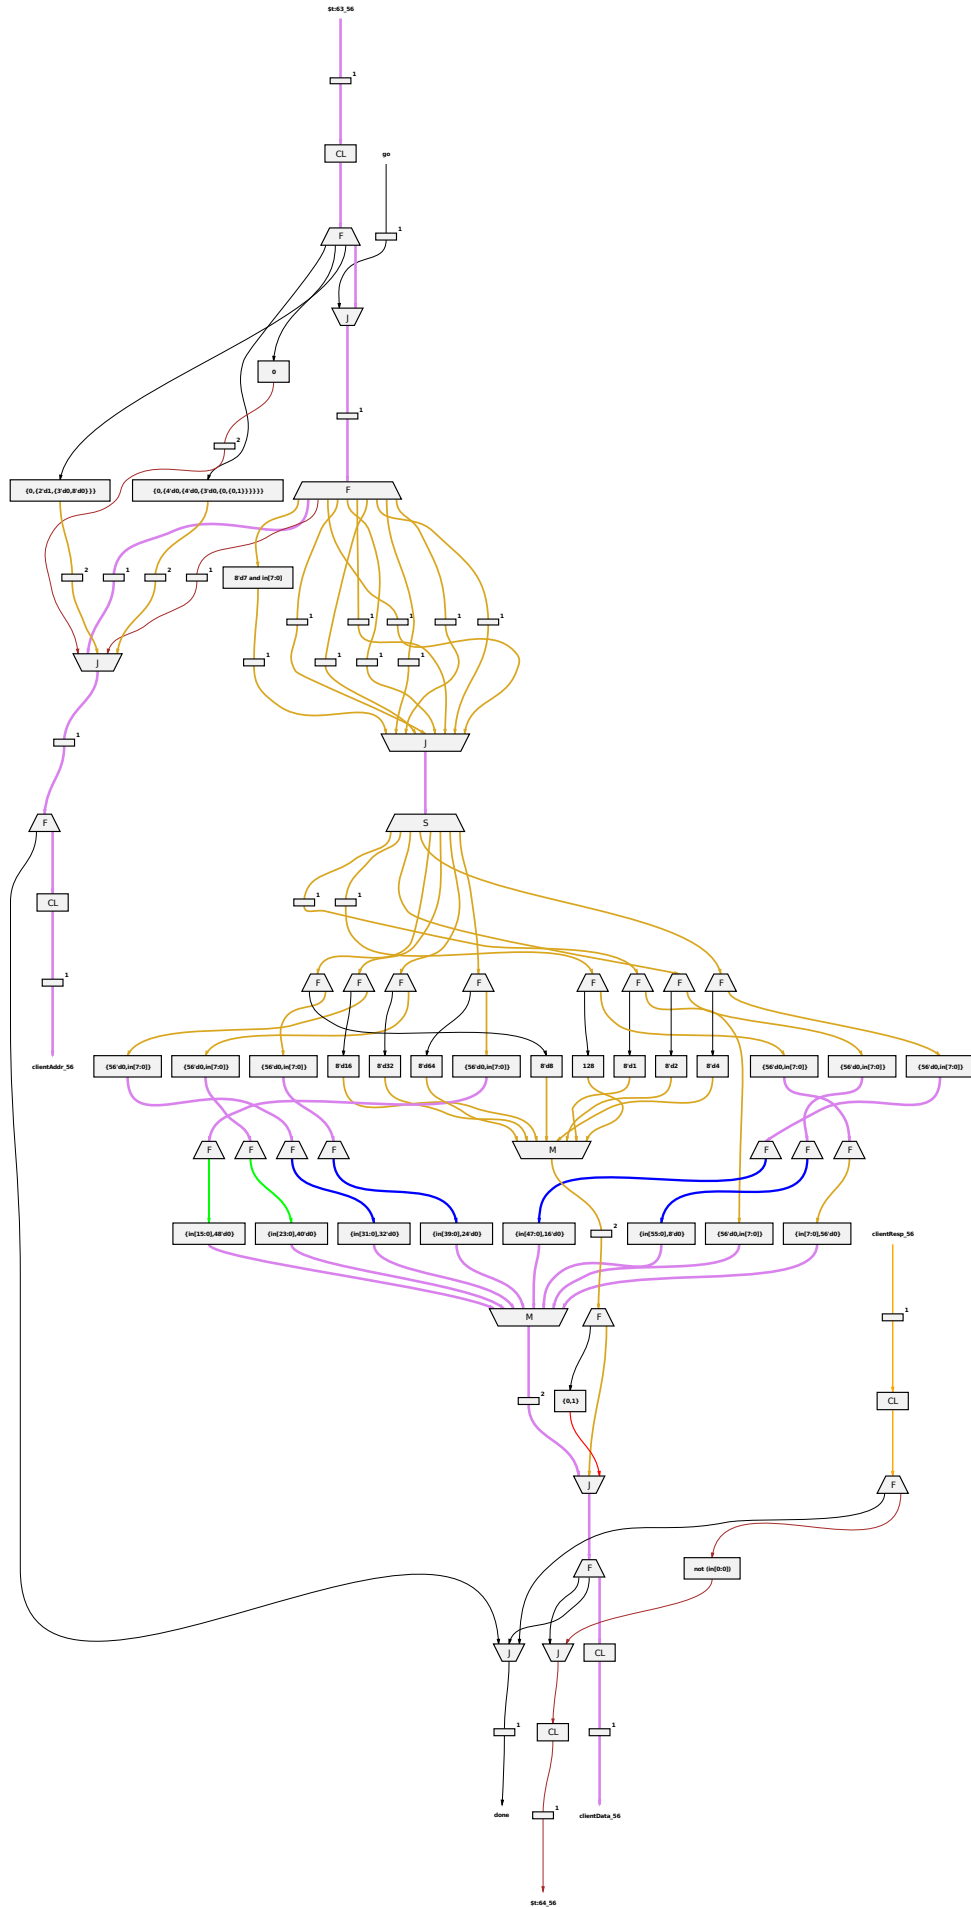 $t:63_56
1
CL
go
F
1
J
0
1
2
{0,{2'd1,{3'd0,8'd0}}}
{0,{4'd0,{4'd0,{3'd0,{0,{0,1}}}}}}
F
2
1
2
1
8'd7 and in[7:0]
1
1
1
1
1
J
1
1
1
1
1
J
F
S
CL
1
1
1
F
F
F
F
F
F
F
F
clientAddr_56
{56'd0,in[7:0]}
{56'd0,in[7:0]}
{56'd0,in[7:0]}
8'd16
8'd32
8'd64
{56'd0,in[7:0]}
8'd8
128
8'd1
8'd2
8'd4
{56'd0,in[7:0]}
{56'd0,in[7:0]}
{56'd0,in[7:0]}
F
F
F
F
M
F
F
F
{in[15:0],48'd0}
{in[23:0],40'd0}
{in[31:0],32'd0}
{in[39:0],24'd0}
{in[47:0],16'd0}
2
{in[55:0],8'd0}
{56'd0,in[7:0]}
{in[7:0],56'd0}
clientResp_56
M
F
1
2
{0,1}
CL
J
F
F
not (in[0:0])
J
J
CL
1
CL
1
done
1
clientData_56
$t:64_56